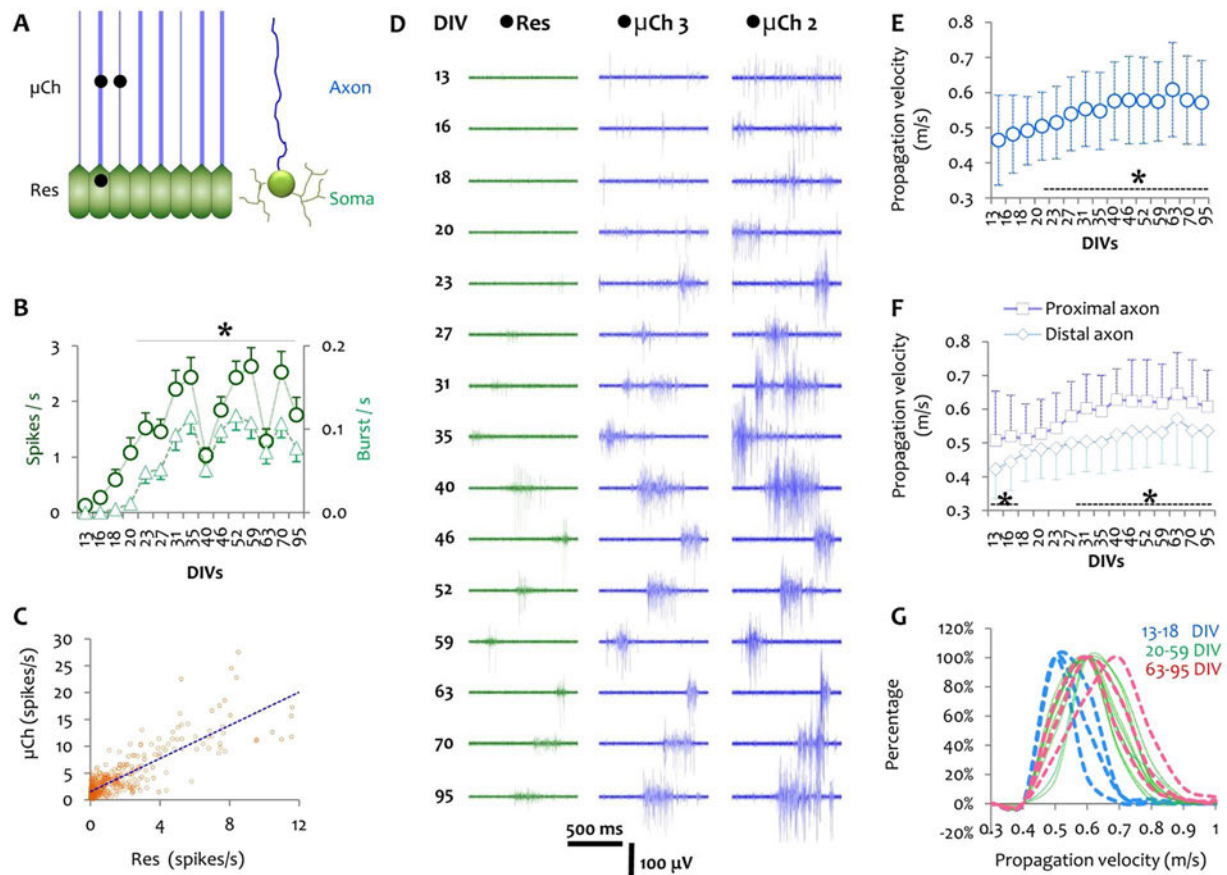 A
µCh
Res
Axon
Soma
B
*
Spikes / s
3
2
1
0
Burst / s
0.2
0.1
0.0
13 16 18 20 23 27 31 35 40 46 52 59 63 70 95
DIVs
C
µCh (spikes/s)
30
25
20
15
10
5
0
0 4 8 12
Res (spikes/s)
D
DIV Res µCh 3 µCh 2
13
16
18
20
23
27
31
35
40
46
52
59
63
70
95
500 ms
100 µV
E
Propagation velocity
(m/s)
0.8
0.7
0.6
0.5
0.4
0.3
*
13 16 18 20 23 27 31 35 40 46 52 59 63 70 95
DIVs
F
Proximal axon
Distal axon
Propagation velocity
(m/s)
0.8
0.7
0.6
0.5
0.4
0.3
* *
13 16 18 20 23 27 31 35 40 46 52 59 63 70 95
DIVs
G
13-18 DIV
20-59 DIV
63-95 DIV
Percentage
120%
100%
80%
60%
40%
20%
0%
-20%
0.3 0.4 0.5 0.6 0.7 0.8 0.9 1
Propagation velocity (m/s)